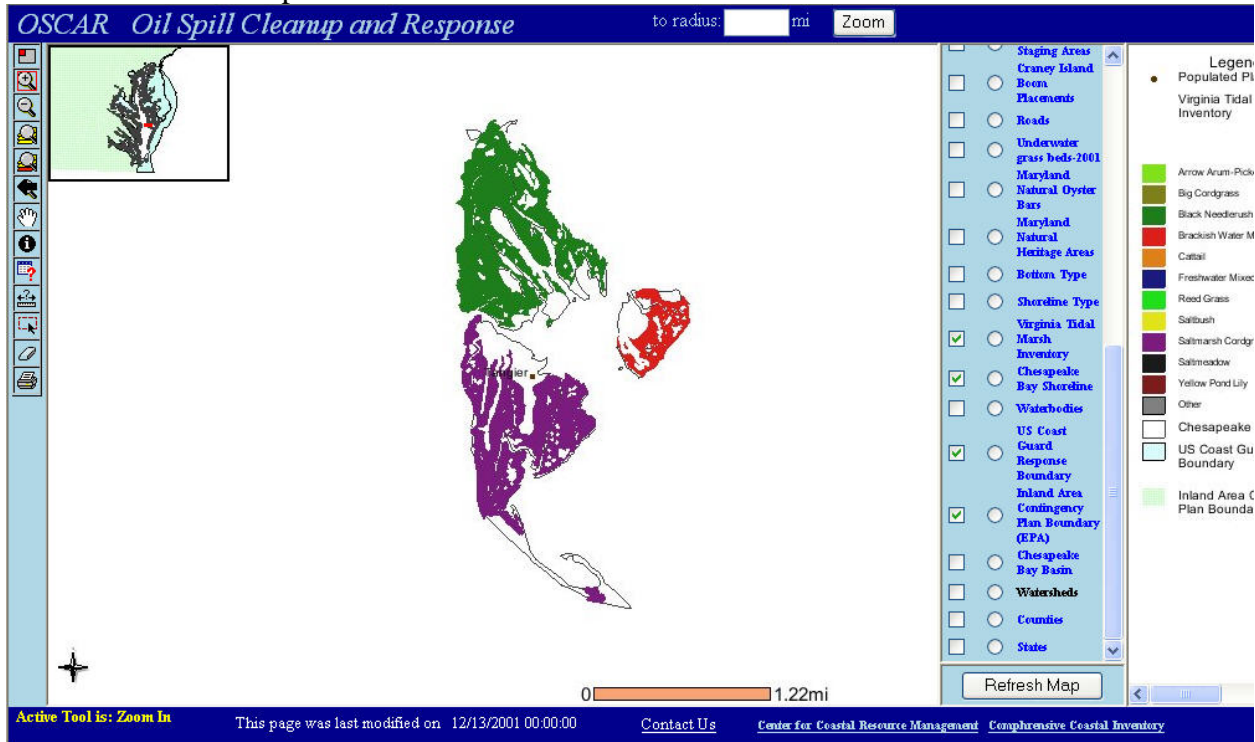 OSCAR Oil Spill Cleanup and Response
to radius: mi Zoom
Tangier
0 1.22mi
Staging Areas
Craney Island
Boom
Placements
Roads
Underwater
grass beds-2001
Maryland
Natural Oyster
Bars
Maryland
Natural
Heritage Areas
Bottom Type
Shoreline Type
Virginia Tidal
Marsh
Inventory
Chesapeake
Bay Shoreline
Waterbodies
US Coast
Guard
Response
Boundary
Inland Area
Contingency
Plan Boundary
(EPA)
Chesapeake
Bay Basin
Watersheds
Counties
States
Refresh Map
Legen
Populated Pl
Virginia Tidal
Inventory
Arrow Arum-Pick
Big Cordgrass
Black Needlerush
Brackish Water M
Cattail
Freshwater Mixed
Reed Grass
Saltbush
Saltmarsh Cordgr
Saltmeadow
Yellow Pond Lily
Other
Chesapeake
US Coast Gu
Boundary
Inland Area C
Plan Bounda
Active Tool is: Zoom In
This page was last modified on 12/13/2001 00:00:00
Contact Us
Center for Coastal Resource Management
Comphrensive Coastal Inventory